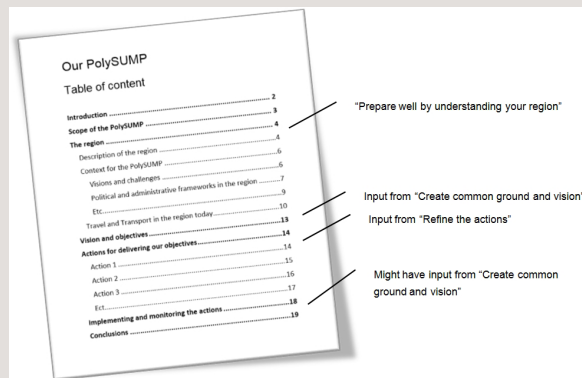 Our PolySUMP
Table of content
Introduction ........ 2
Scope of the PolySUMP ........ 3
The region ........ 4
Description of the region ........ 4
Context for the PolySUMP ........ 6
Visions and challenges ........ 6
Political and administrative frameworks in the region ........ 7
Etc. ........ 9
Travel and Transport in the region today ........ 10
Vision and objectives ........ 13
Actions for delivering our objectives ........ 14
Action 1 ........ 14
Action 2 ........ 15
Action 3 ........ 16
Ect ........ 17
Implementing and monitoring the actions ........ 18
Conclusions ........ 19
“Prepare well by understanding your region”
Input from “Create common ground and vision”
Input from “Refine the actions”
Might have input from “Create common
ground and vision”